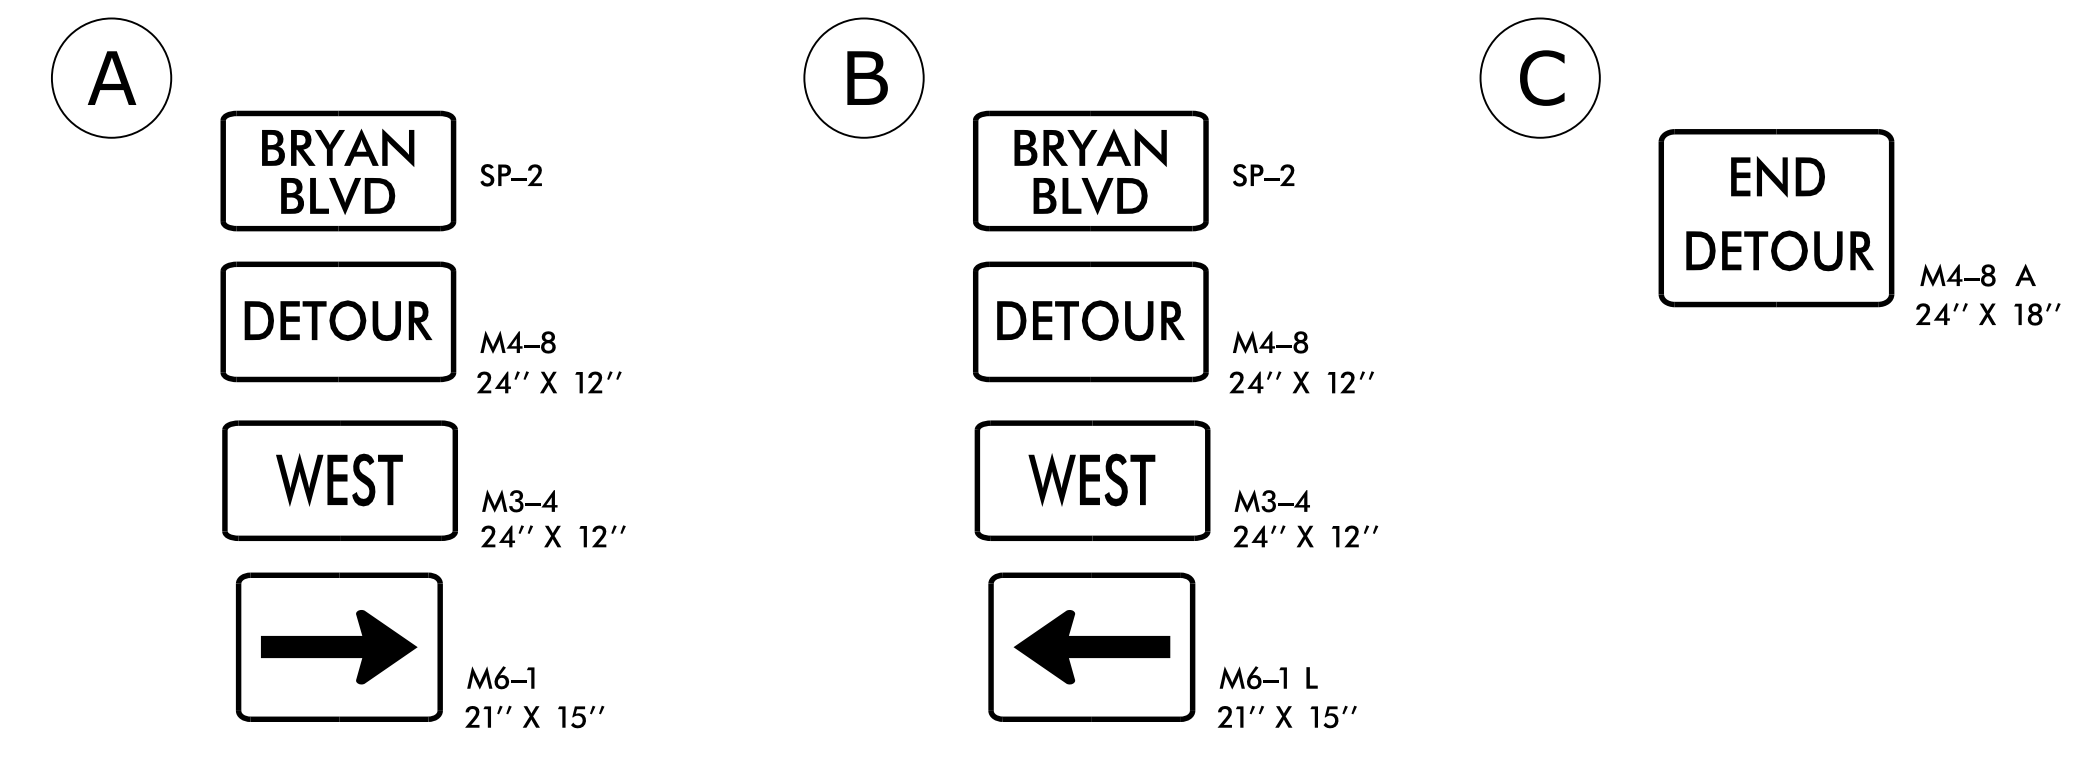 A
BRYAN
BLVD
SP–2
DETOUR
M4–8
24’’ X 12’’
WEST
M3–4
24’’ X 12’’
M6–1
21’’ X 15’’
B
BRYAN
BLVD
SP–2
DETOUR
M4–8
24’’ X 12’’
WEST
M3–4
24’’ X 12’’
M6–1 L
21’’ X 15’’
C
END
DETOUR
M4–8 A
24’’ X 18’’